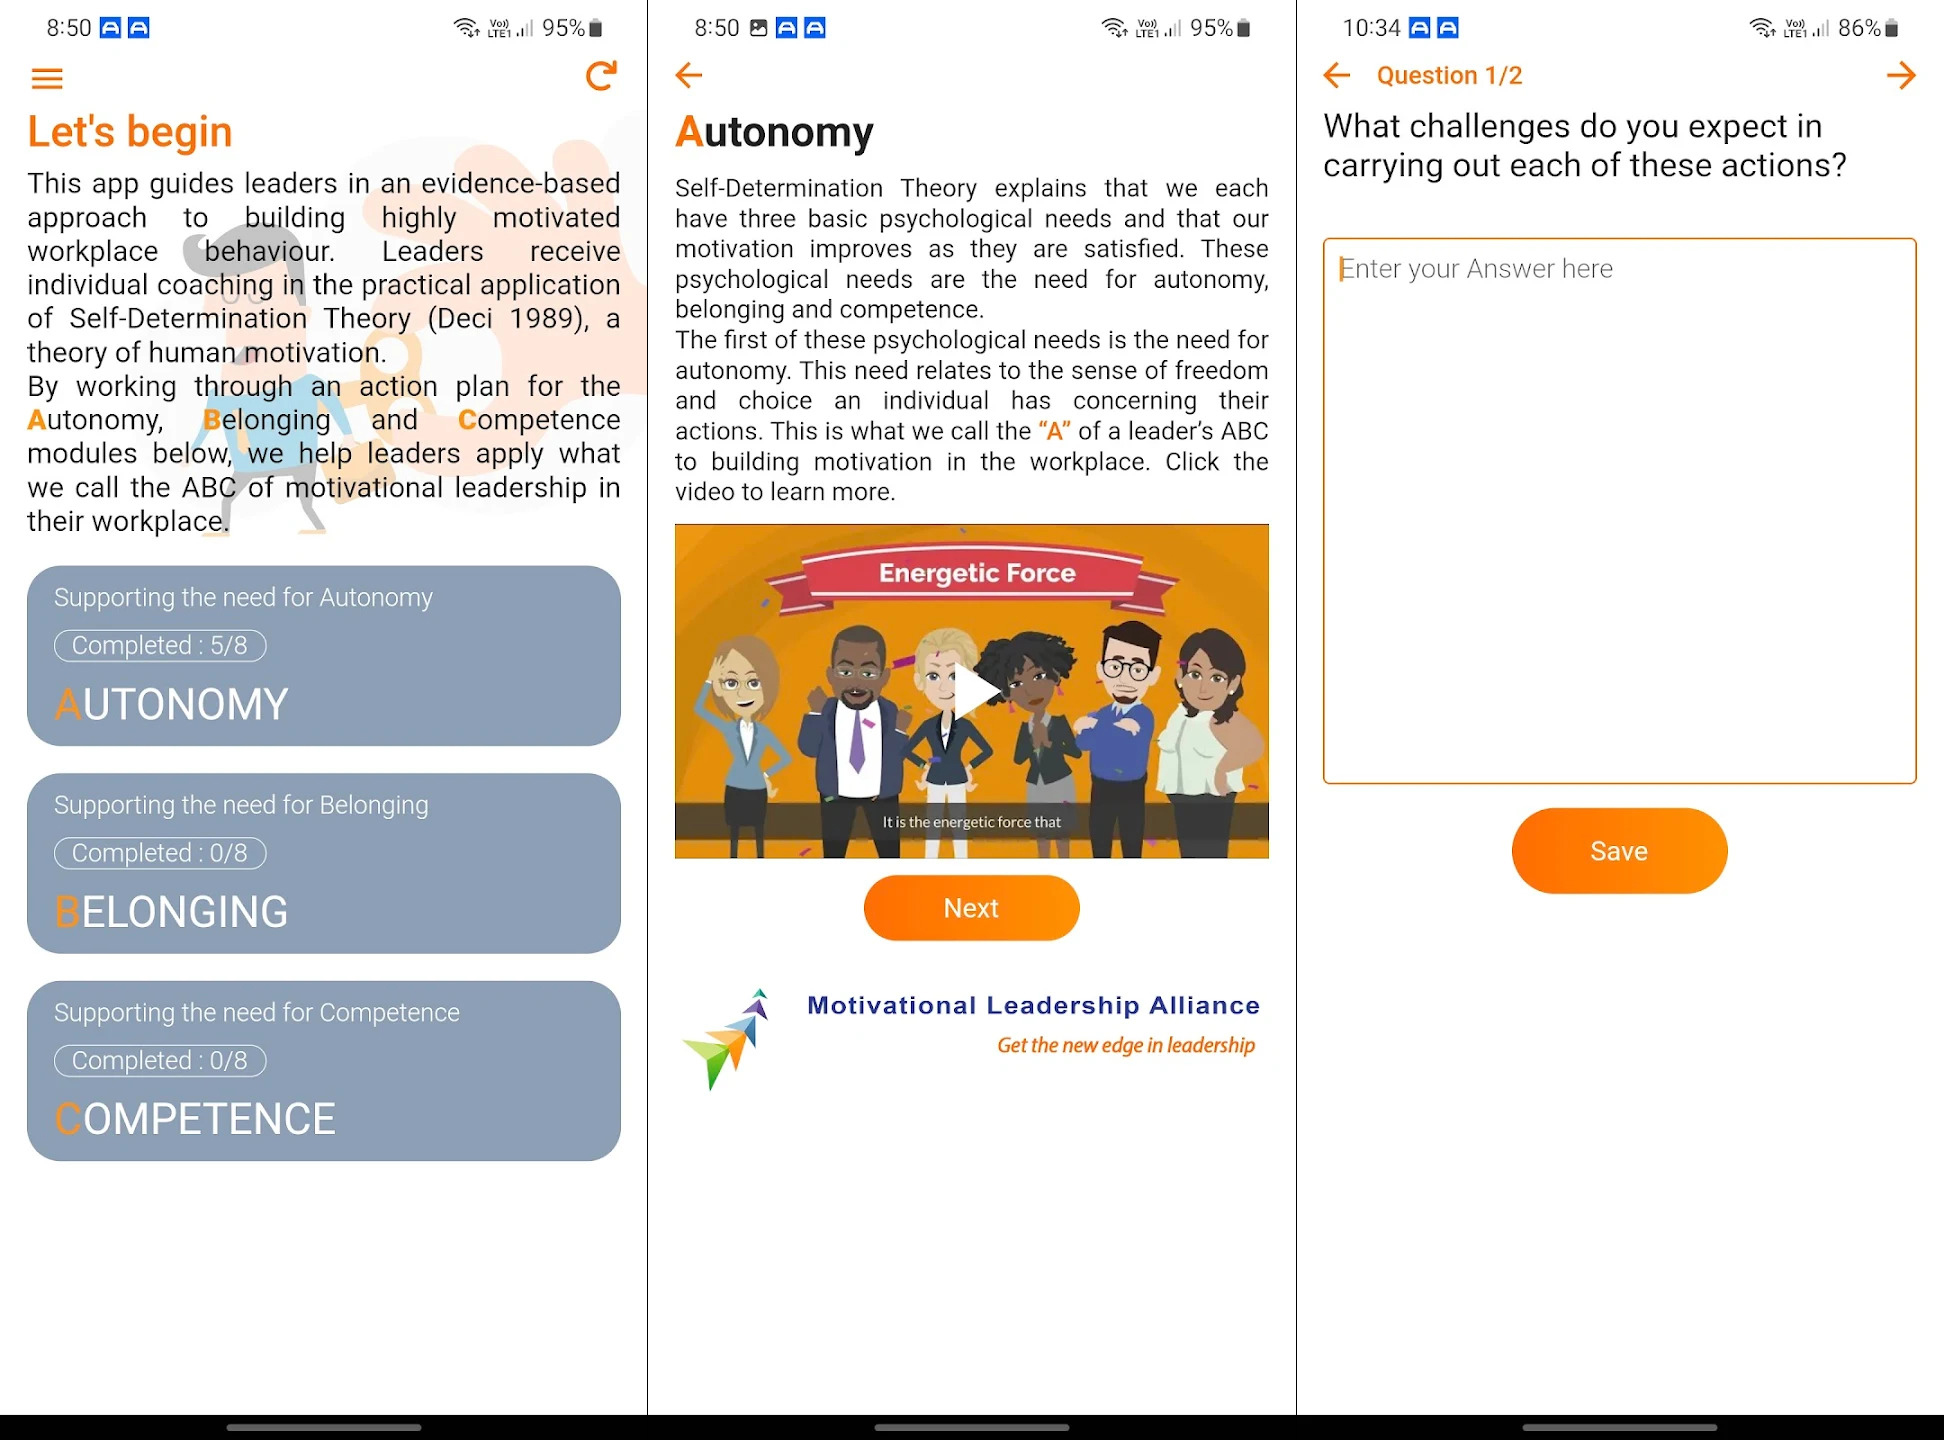 8:50
Vo))
LTE1
95%
Let's begin
This app guides leaders in an evidence-based
approach to building highly motivated
workplace behaviour. Leaders receive
individual coaching in the practical application
of Self-Determination Theory (Deci 1989), a
theory of human motivation.
By working through an action plan for the
Autonomy, Belonging and Competence
modules below, we help leaders apply what
we call the ABC of motivational leadership in
their workplace.
Supporting the need for Autonomy
Completed : 5/8
AUTONOMY
Supporting the need for Belonging
Completed : 0/8
BELONGING
Supporting the need for Competence
Completed : 0/8
COMPETENCE
8:50
Vo))
LTE1
95%
Autonomy
Self-Determination Theory explains that we each
have three basic psychological needs and that our
motivation improves as they are satisfied. These
psychological needs are the need for autonomy,
belonging and competence.
The first of these psychological needs is the need for
autonomy. This need relates to the sense of freedom
and choice an individual has concerning their
actions. This is what we call the “A” of a leader’s ABC
to building motivation in the workplace. Click the
video to learn more.
Energetic Force
It is the energetic force that
Next
Motivational Leadership Alliance
Get the new edge in leadership
10:34
Vo))
LTE1
86%
Question 1/2
What challenges do you expect in
carrying out each of these actions?
Enter your Answer here
Save